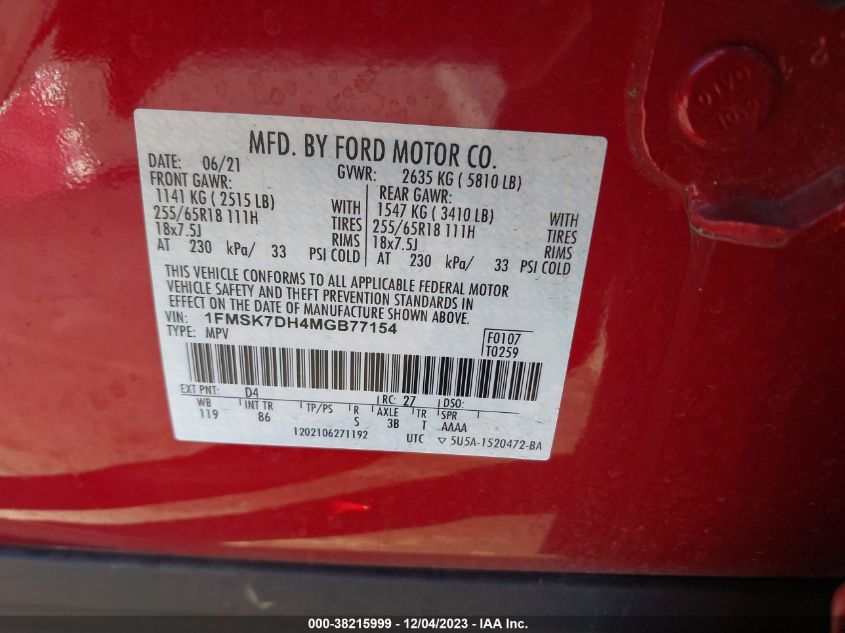 MFD. BY FORD MOTOR CO.
DATE: 06/21 GVWR: 2635 KG ( 5810 LB)
FRONT GAWR: REAR GAWR:
1141 KG ( 2515 LB) WITH 1547 KG ( 3410 LB) WITH
255/65R18 111H TIRES 255/65R18 111H TIRES
18x7.5J RIMS 18x7.5J RIMS
AT 230 kPa/ 33 PSI COLD AT 230 kPa/ 33 PSI COLD
THIS VEHICLE CONFORMS TO ALL APPLICABLE FEDERAL MOTOR
VEHICLE SAFETY AND THEFT PREVENTION STANDARDS IN
EFFECT ON THE DATE OF MANUFACTURE SHOWN ABOVE.
VIN: 1FMSK7DH4MGB77154
TYPE: MPV F0107
T0259
EXT PNT: D4 RC: 27 DSO:
WB INT TR TP/PS R AXLE TR SPR
119 86 S 3B T AAAA
1202106271192 UTC ▽ 5U5A-1520472-BA
000-38215999 - 12/04/2023 - IAA Inc.